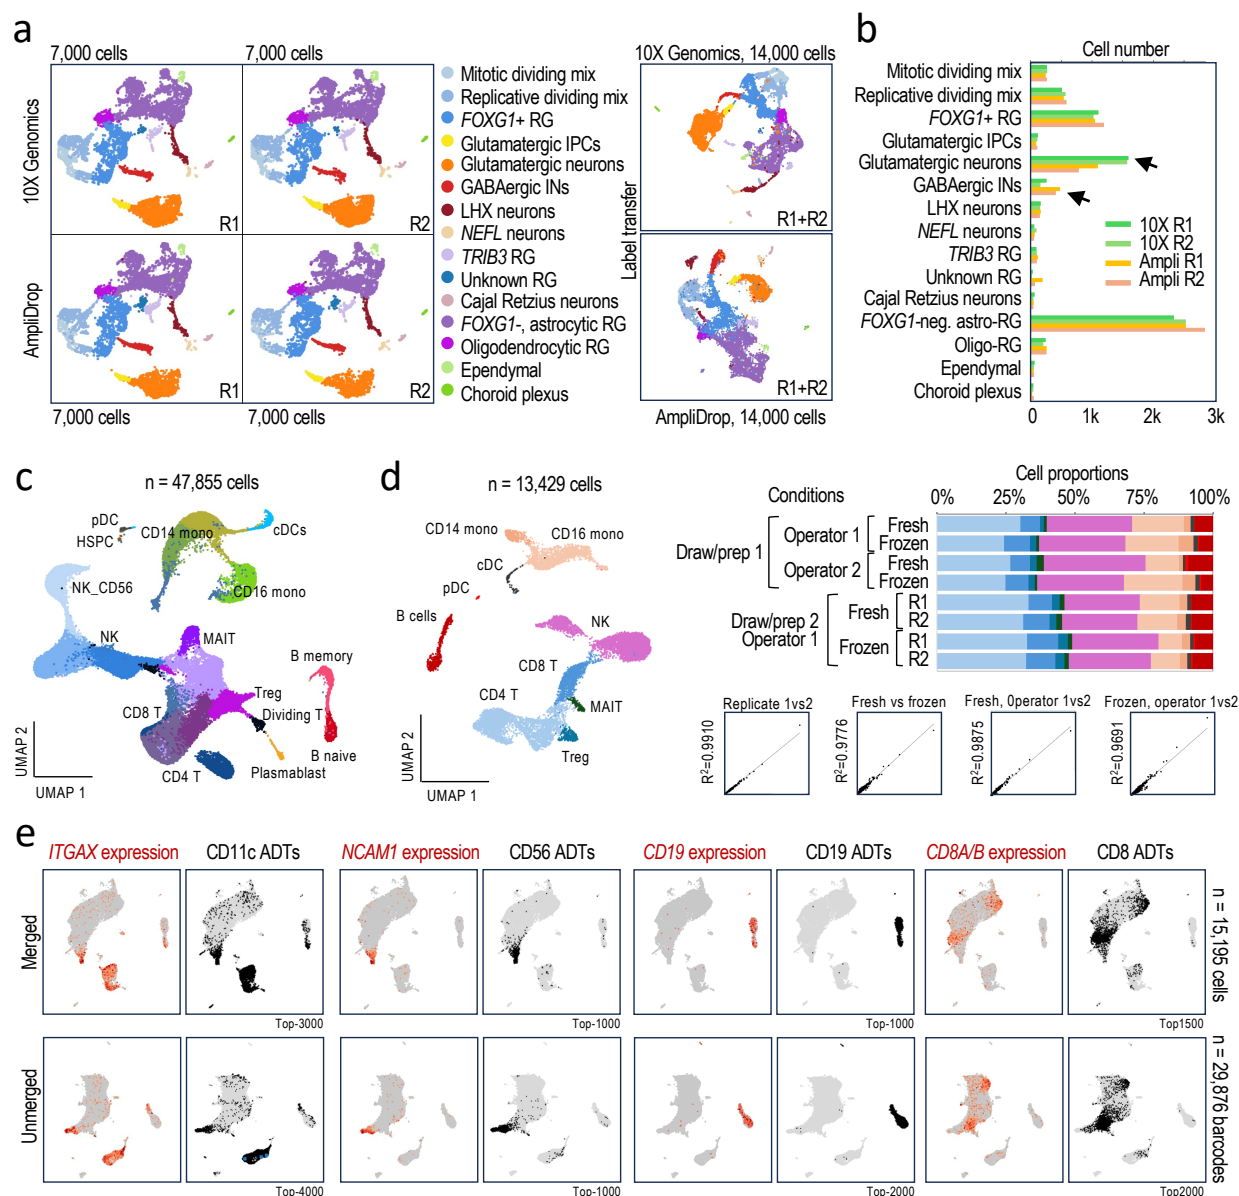 a
7,000 cells
7,000 cells
10X Genomics
R1
R2
AmpliDrop
R1
R2
7,000 cells
7,000 cells
Mitotic dividing mix
Replicative dividing mix
FOXG1+ RG
Glutamatergic IPCs
Glutamatergic neurons
GABAergic INs
LHX neurons
NEFL neurons
TRIB3 RG
Unknown RG
Cajal Retzius neurons
FOXG1-, astrocytic RG
Oligodendrocytic RG
Ependymal
Choroid plexus
10X Genomics, 14,000 cells
R1+R2
Label transfer
R1+R2
AmpliDrop, 14,000 cells
b
Cell number
Mitotic dividing mix
Replicative dividing mix
FOXG1+ RG
Glutamatergic IPCs
Glutamatergic neurons
GABAergic INs
LHX neurons
NEFL neurons
TRIB3 RG
Unknown RG
Cajal Retzius neurons
FOXG1-neg. astro-RG
Oligo-RG
Ependymal
Choroid plexus
10X R1
10X R2
Ampli R1
Ampli R2
0 1k 2k 3k
c
n = 47,855 cells
pDC
HSPC
CD14 mono
cDCs
CD16 mono
NK_CD56
NK
MAIT
B memory
Treg
CD8 T
Dividing T
B naive
CD4 T
Plasmablast
UMAP 2
UMAP 1
d
n = 13,429 cells
CD14 mono
CD16 mono
cDC
pDC
B cells
NK
CD8 T
CD4 T
MAIT
Treg
UMAP 2
UMAP 1
Cell proportions
Conditions
0% 25% 50% 75% 100%
Draw/prep 1
Operator 1
Fresh
Frozen
Operator 2
Fresh
Frozen
Draw/prep 2
Operator 1
Fresh
R1
R2
Frozen
R1
R2
Replicate 1vs2
R²=0.9910
Fresh vs frozen
R²=0.9776
Fresh, 0perator 1vs2
R²=0.9875
Frozen, operator 1vs2
R²=0.9691
e
ITGAX expression
CD11c ADTs
NCAM1 expression
CD56 ADTs
CD19 expression
CD19 ADTs
CD8A/B expression
CD8 ADTs
Merged
Top-3000
Top-1000
Top-1000
Top1500
n = 15,195 cells
Unmerged
Top-4000
Top-1000
Top-2000
Top2000
n = 29,876 barcodes